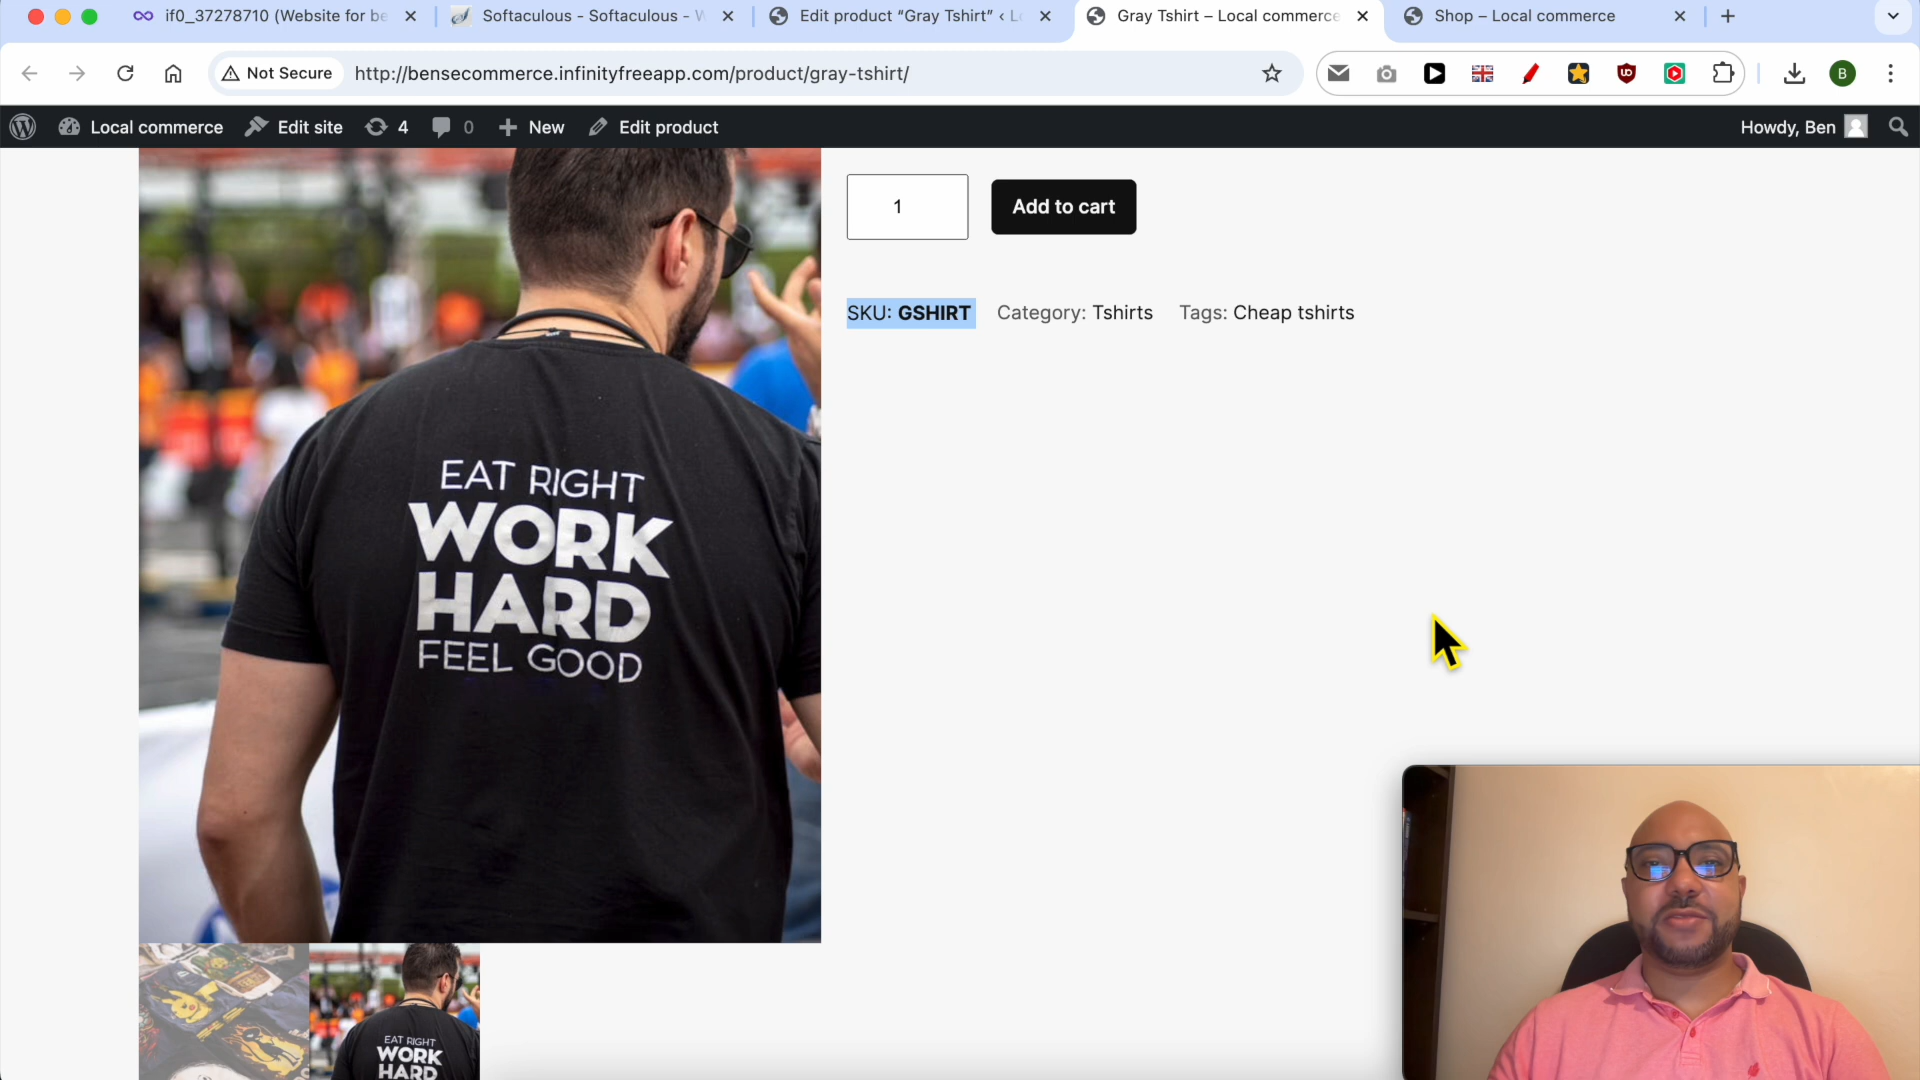 if0_37278710 (Website for be
Softaculous - Softaculous - W
Edit product “Gray Tshirt” ‹ Lo
Gray Tshirt – Local commerce
Shop – Local commerce
Not Secure
http://bensecommerce.infinityfreeapp.com/product/gray-tshirt/
B
Local commerce
Edit site
4
0
New
Edit product
Howdy, Ben
1
Add to cart
SKU: GSHIRT
Category: Tshirts
Tags: Cheap tshirts
EAT RIGHT
WORK
HARD
FEEL GOOD
EAT RIGHT
WORK
HARD